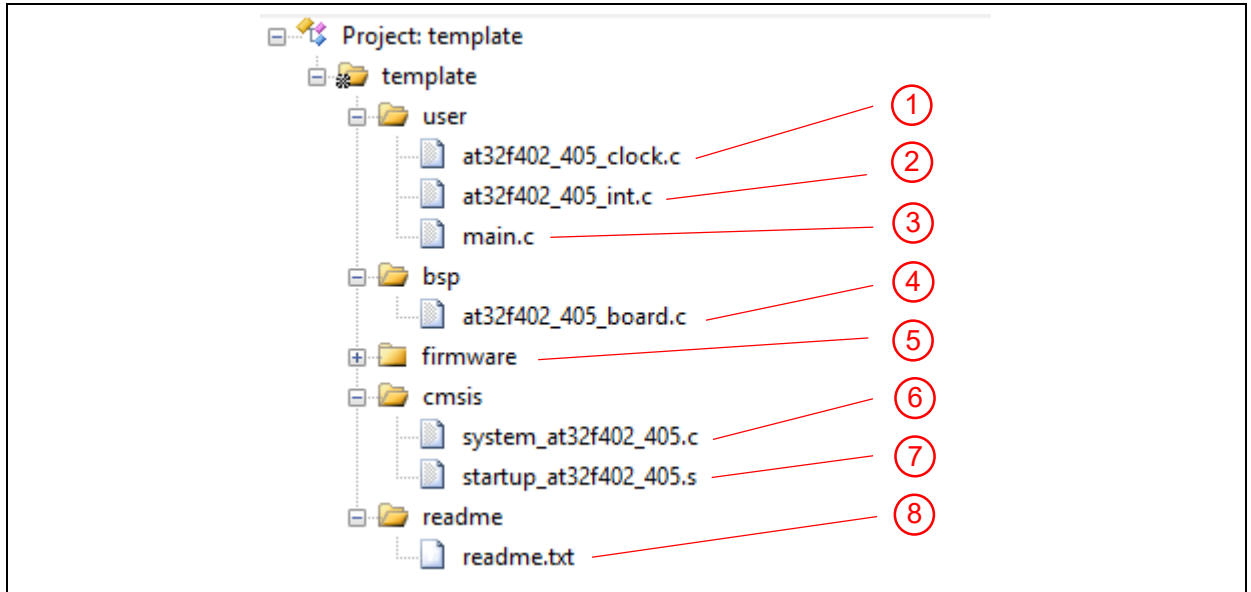 Project: template
template
user
①
at32f402_405_clock.c
②
at32f402_405_int.c
③
main.c
bsp
④
at32f402_405_board.c
⑤
firmware
cmsis
⑥
system_at32f402_405.c
⑦
startup_at32f402_405.s
readme
⑧
readme.txt